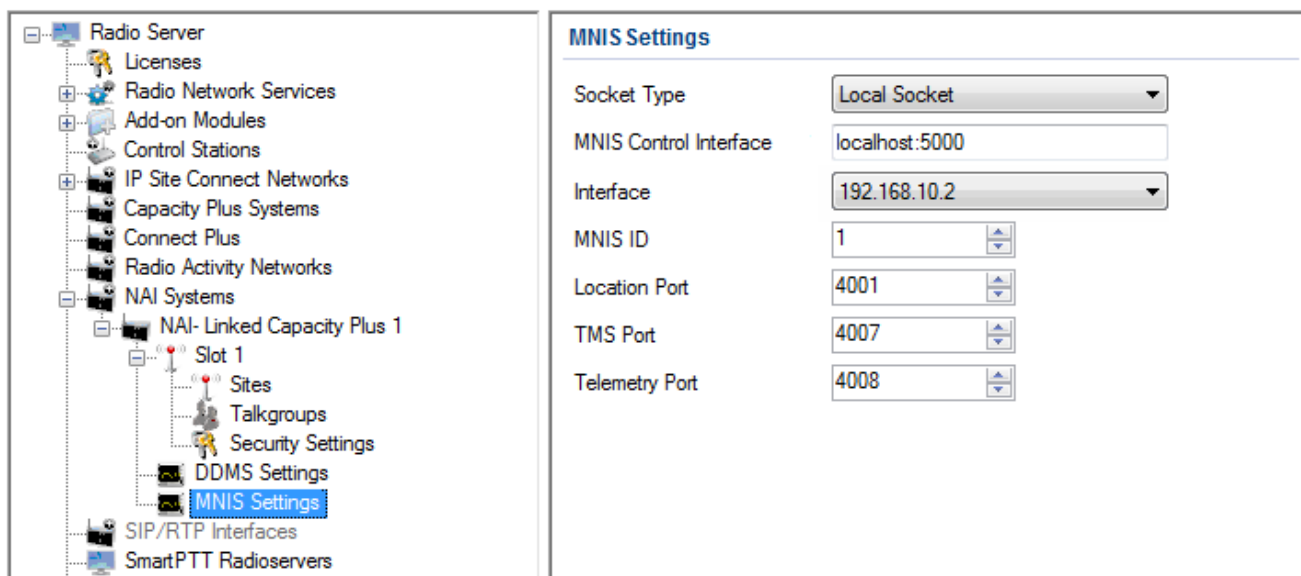 Radio Server
Licenses
Radio Network Services
Add-on Modules
Control Stations
IP Site Connect Networks
Capacity Plus Systems
Connect Plus
Radio Activity Networks
NAI Systems
NAI- Linked Capacity Plus 1
Slot 1
Sites
Talkgroups
Security Settings
DDMS Settings
MNIS Settings
SIP/RTP Interfaces
SmartPTT Radioservers
MNIS Settings
Socket Type Local Socket
MNIS Control Interface localhost:5000
Interface 192.168.10.2
MNIS ID 1
Location Port 4001
TMS Port 4007
Telemetry Port 4008